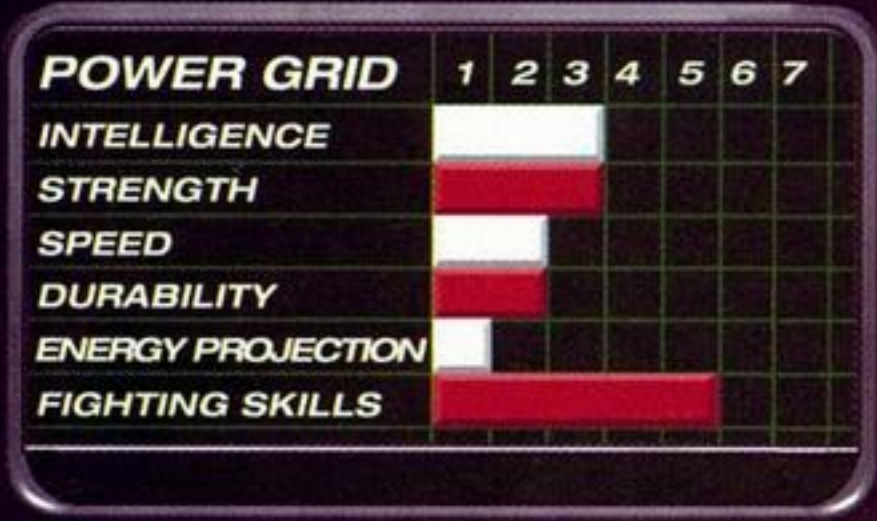 POWER GRID 1 2 3 4 5 6 7
INTELLIGENCE
STRENGTH
SPEED
DURABILITY
ENERGY PROJECTION
FIGHTING SKILLS